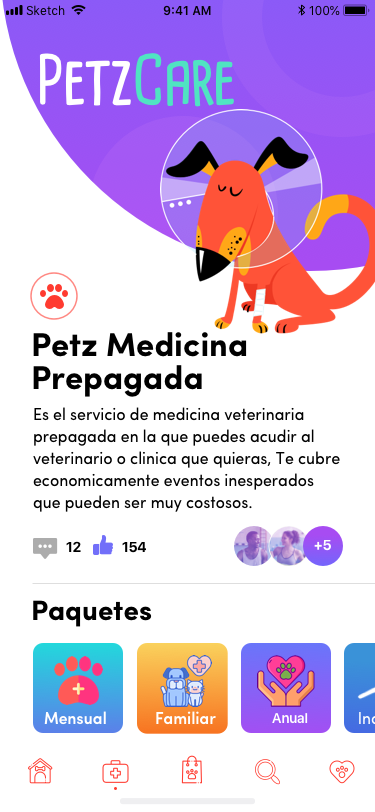 Sketch 9:41 AM 100%
PETZCARE
Petz Medicina
Prepagada
Es el servicio de medicina veterinaria
prepagada en la que puedes acudir al
veterinario o clinica que quieras, Te cubre
economicamente eventos inesperados
que pueden ser muy costosos.
12 154 +5
Paquetes
Mensual Familiar Anual